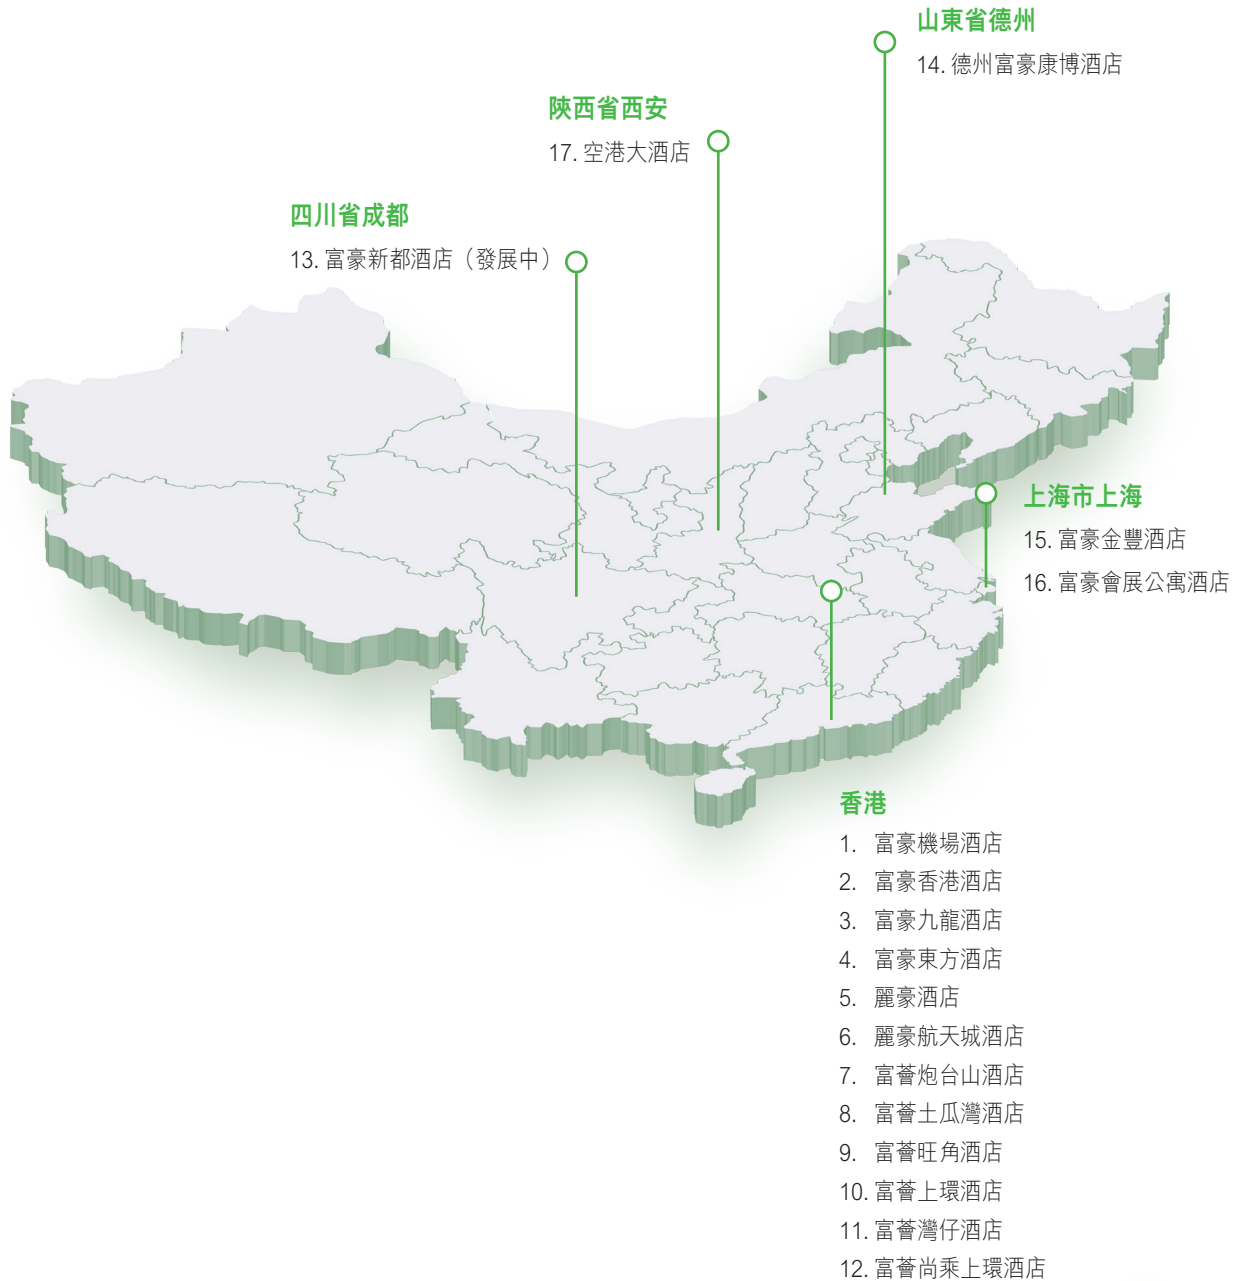 山東省德州
14. 德州富豪康博酒店
陝西省西安
17. 空港大酒店
四川省成都
13. 富豪新都酒店（發展中）
上海市上海
15. 富豪金豐酒店
16. 富豪會展公寓酒店
香港
1. 富豪機場酒店
2. 富豪香港酒店
3. 富豪九龍酒店
4. 富豪東方酒店
5. 麗豪酒店
6. 麗豪航天城酒店
7. 富薈炮台山酒店
8. 富薈土瓜灣酒店
9. 富薈旺角酒店
10. 富薈上環酒店
11. 富薈灣仔酒店
12. 富薈尚乘上環酒店